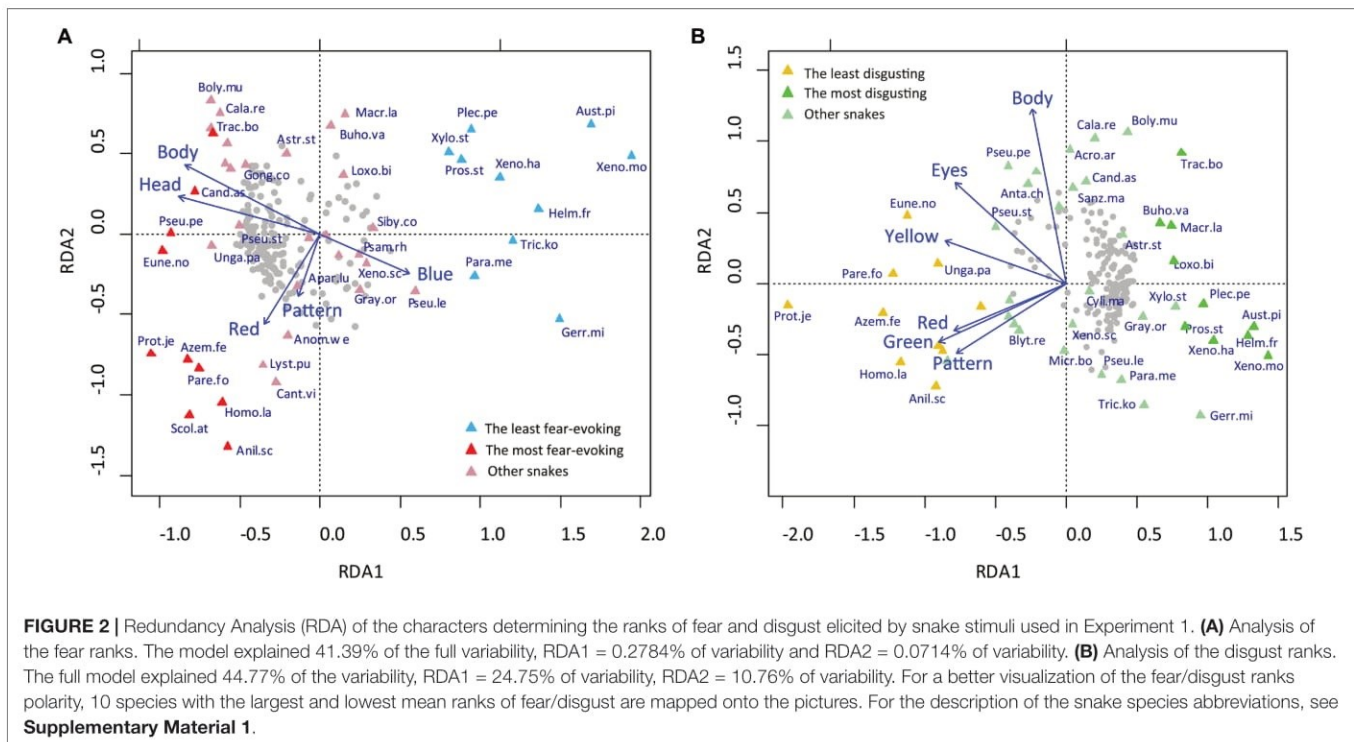 A
B
1.0
0.5
0.0
-0.5
-1.0
-1.5
RDA2
-1.0
-0.5
0.0
0.5
1.0
1.5
2.0
RDA1
Boly.mu
Cala.re
Trac.bo
Astr.st
Macr.la
Buho.va
Plec.pe
Aust.pi
Xylo.st
Pros.st
Xeno.ha
Xeno.mo
Body
Gong.co
Loxo.bi
Head
Cand.as
Helm.fr
Pseu.pe
Siby.co
Pseu.st
Psam.rh
Tric.ko
Eune.no
Unga.pa
Apar.lu
Xeno.sc
Blue
Para.me
Gray.or
Pseu.le
Pattern
Red
Gerr.mi
Anom.w e
Prot.je
Azem.fe
Lyst.pu
Pare.fo
Cant.vi
Homo.la
Scol.at
Anil.sc
The least fear-evoking
The most fear-evoking
Other snakes
1.5
1.0
0.5
0.0
-0.5
-1.0
RDA2
-2.0
-1.5
-1.0
-0.5
0.0
0.5
1.0
1.5
RDA1
The least disgusting
The most disgusting
Other snakes
Body
Cala.re
Boly.mu
Pseu.pe
Acro.ar
Trac.bo
Eyes
Anta.ch
Cand.as
Sanz.ma
Eune.no
Pseu.st
Buho.va
Macr.la
Yellow
Astr.st
Pare.fo
Unga.pa
Loxo.bi
Cyli.ma
Xylo.st
Plec.pe
Prot.je
Azem.fe
Red
Gray.or
Pros.st
Aust.pi
Green
Blyt.re
Xeno.sc
Xeno.ha
Helm.fr
Pattern
Micr.bo
Pseu.le
Xeno.mo
Homo.la
Para.me
Anil.sc
Tric.ko
Gerr.mi
FIGURE 2 | Redundancy Analysis (RDA) of the characters determining the ranks of fear and disgust elicited by snake stimuli used in Experiment 1. (A) Analysis of
the fear ranks. The model explained 41.39% of the full variability, RDA1 = 0.2784% of variability and RDA2 = 0.0714% of variability. (B) Analysis of the disgust ranks.
The full model explained 44.77% of the variability, RDA1 = 24.75% of variability, RDA2 = 10.76% of variability. For a better visualization of the fear/disgust ranks
polarity, 10 species with the largest and lowest mean ranks of fear/disgust are mapped onto the pictures. For the description of the snake species abbreviations, see
Supplementary Material 1.